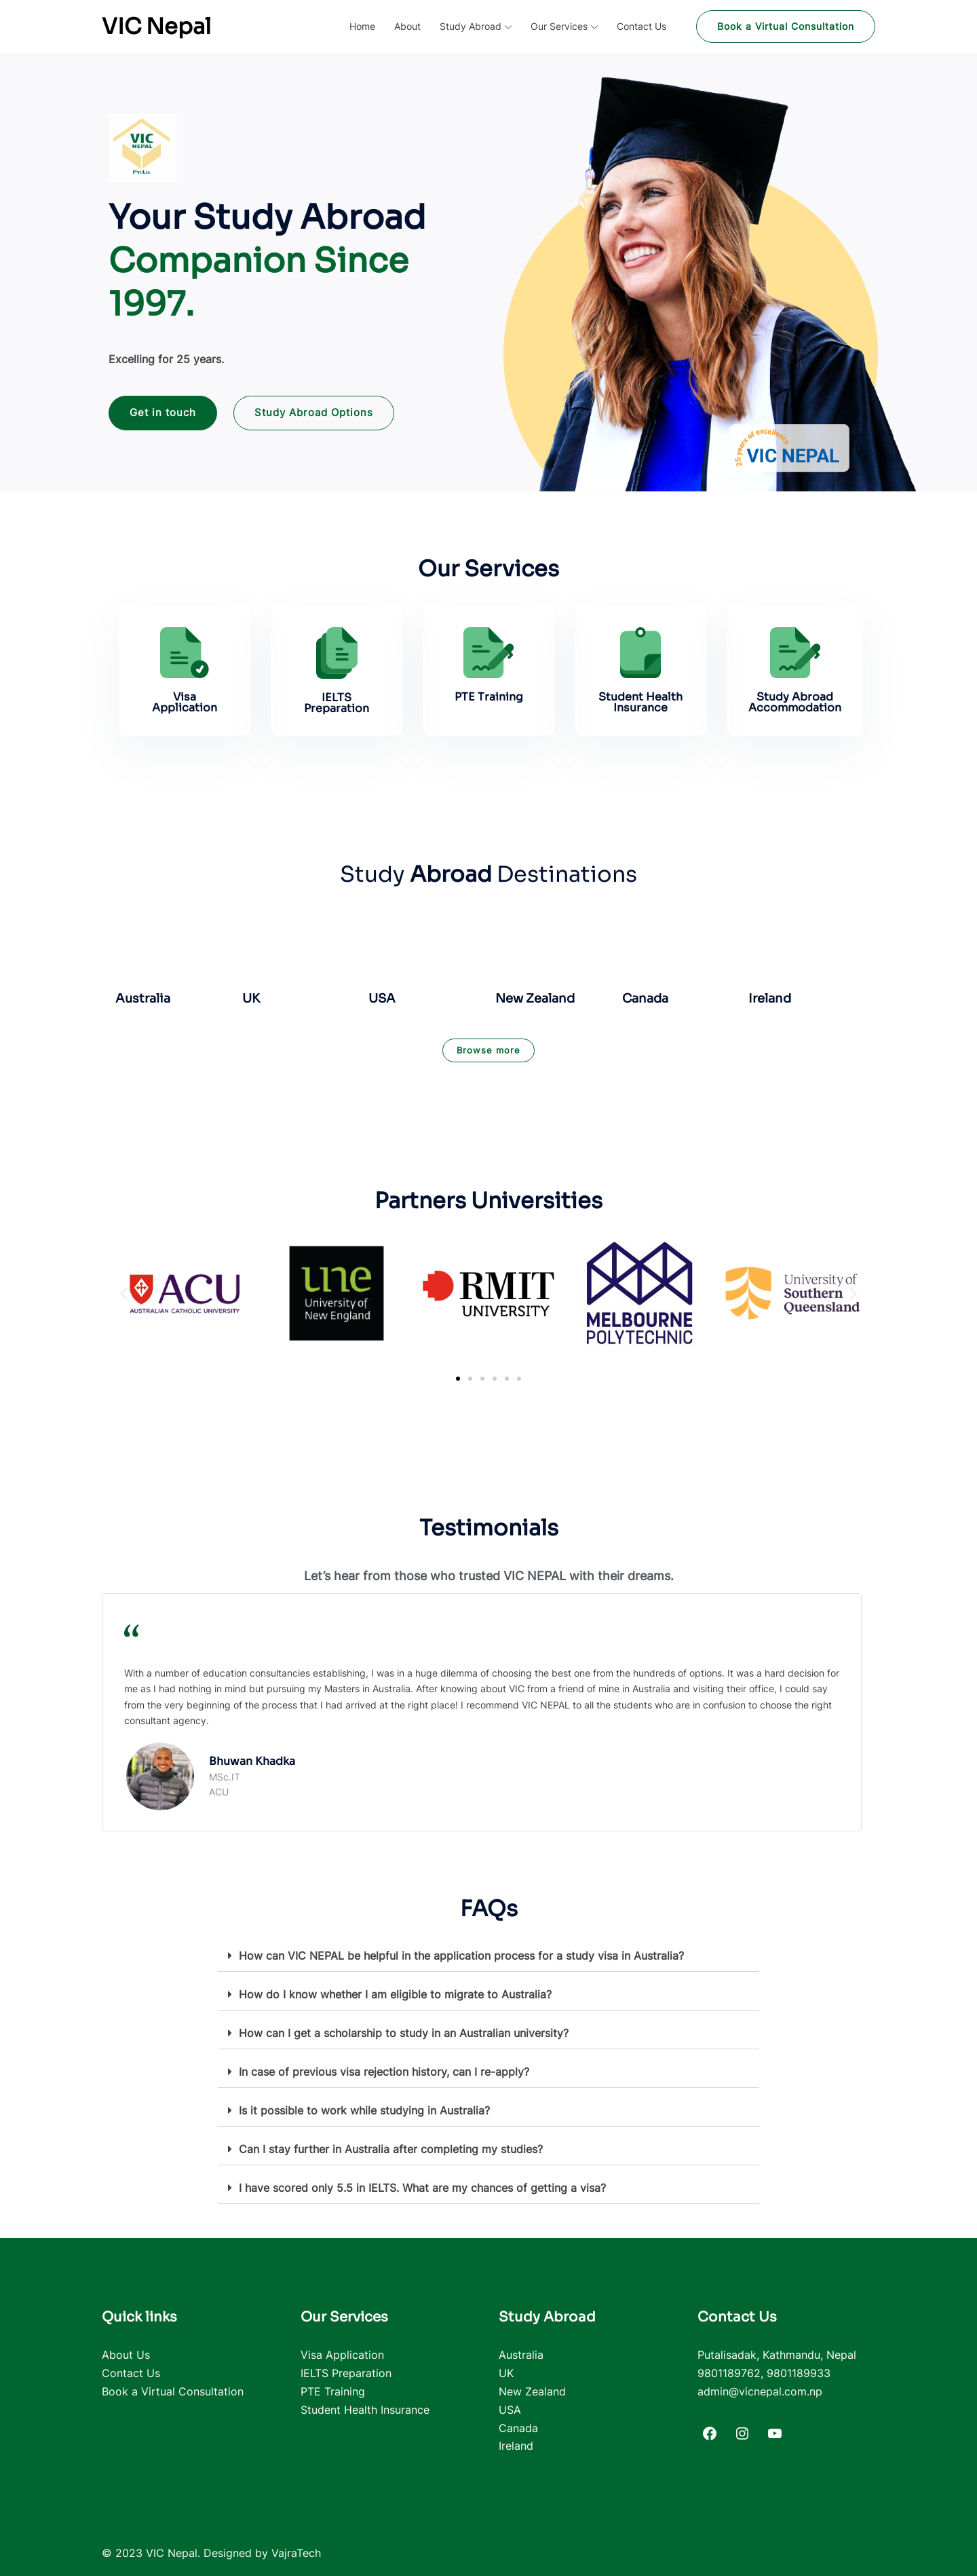 VIC Nepal
Home About Study Abroad Our Services Contact Us Book a Virtual Consultation
VIC
NEPAL
Pvt.Ltd.
Your Study Abroad
Companion Since
1997.
Excelling for 25 years.
Get in touch Study Abroad Options
25 years of excellence
VIC NEPAL
Our Services
Visa
Application
IELTS
Preparation
PTE Training
Student Health
Insurance
Study Abroad
Accommodation
Study Abroad Destinations
Australia UK USA New Zealand Canada Ireland
Browse more
Partners Universities
ACU
AUSTRALIAN CATHOLIC UNIVERSITY
une
University of
New England
RMIT
UNIVERSITY
MELBOURNE
POLYTECHNIC
University of
Southern
Queensland
Testimonials
Let’s hear from those who trusted VIC NEPAL with their dreams.
“
With a number of education consultancies establishing, I was in a huge dilemma of choosing the best one from the hundreds of options. It was a hard decision for
me as I had nothing in mind but pursuing my Masters in Australia. After knowing about VIC from a friend of mine in Australia and visiting their office, I could say
from the very beginning of the process that I had arrived at the right place! I recommend VIC NEPAL to all the students who are in confusion to choose the right
consultant agency.
Bhuwan Khadka
MSc.IT
ACU
FAQs
How can VIC NEPAL be helpful in the application process for a study visa in Australia?
How do I know whether I am eligible to migrate to Australia?
How can I get a scholarship to study in an Australian university?
In case of previous visa rejection history, can I re-apply?
Is it possible to work while studying in Australia?
Can I stay further in Australia after completing my studies?
I have scored only 5.5 in IELTS. What are my chances of getting a visa?
Quick links
About Us
Contact Us
Book a Virtual Consultation
Our Services
Visa Application
IELTS Preparation
PTE Training
Student Health Insurance
Study Abroad
Australia
UK
New Zealand
USA
Canada
Ireland
Contact Us
Putalisadak, Kathmandu, Nepal
9801189762, 9801189933
admin@vicnepal.com.np
© 2023 VIC Nepal. Designed by VajraTech